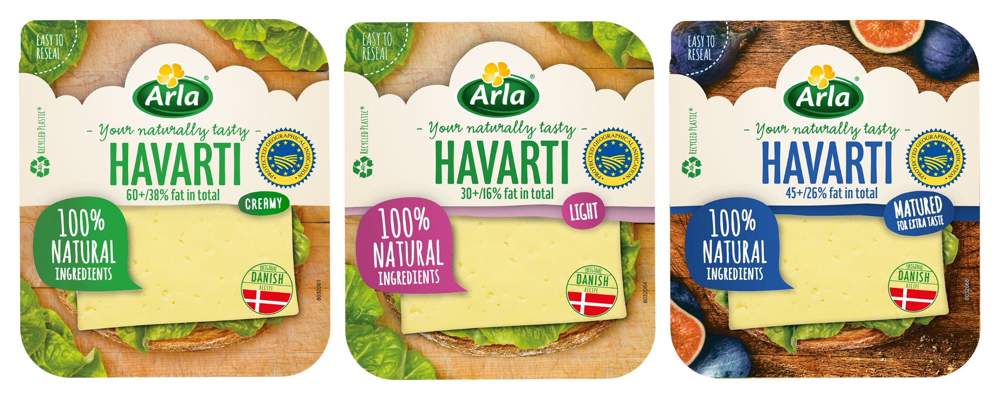 EASY TO
RESEAL
Arla
®
- Your naturally tasty -
HAVARTI
60+/38% fat in total
PROTECTED GEOGRAPHICAL INDICATION
RECYCLED PLASTIC*
40%
CREAMY
100%
NATURAL
INGREDIENTS
ORIGINAL
DANISH
RECIPE
8032061
EASY TO
RESEAL
Arla
®
- Your naturally tasty -
HAVARTI
30+/16% fat in total
PROTECTED GEOGRAPHICAL INDICATION
RECYCLED PLASTIC*
40%
LIGHT
100%
NATURAL
INGREDIENTS
ORIGINAL
DANISH
RECIPE
8032064
EASY TO
RESEAL
Arla
®
- Your naturally tasty -
HAVARTI
45+/26% fat in total
PROTECTED GEOGRAPHICAL INDICATION
RECYCLED PLASTIC*
40%
MATURED
FOR EXTRA TASTE
100%
NATURAL
INGREDIENTS
ORIGINAL
DANISH
RECIPE
8032068